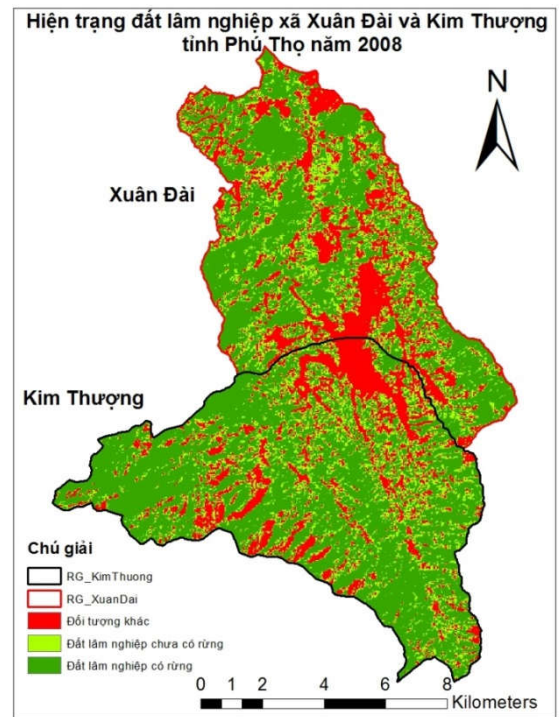 Hiện trạng đất lâm nghiệp xã Xuân Đài và Kim Thượng
tỉnh Phú Thọ năm 2008
N
Xuân Đài
Kim Thượng
Chú giải
RG_KimThuong
RG_XuanDai
Đối tượng khác
Đất lâm nghiệp chưa có rừng
Đất lâm nghiệp có rừng
0 1 2 4 6 8
Kilometers